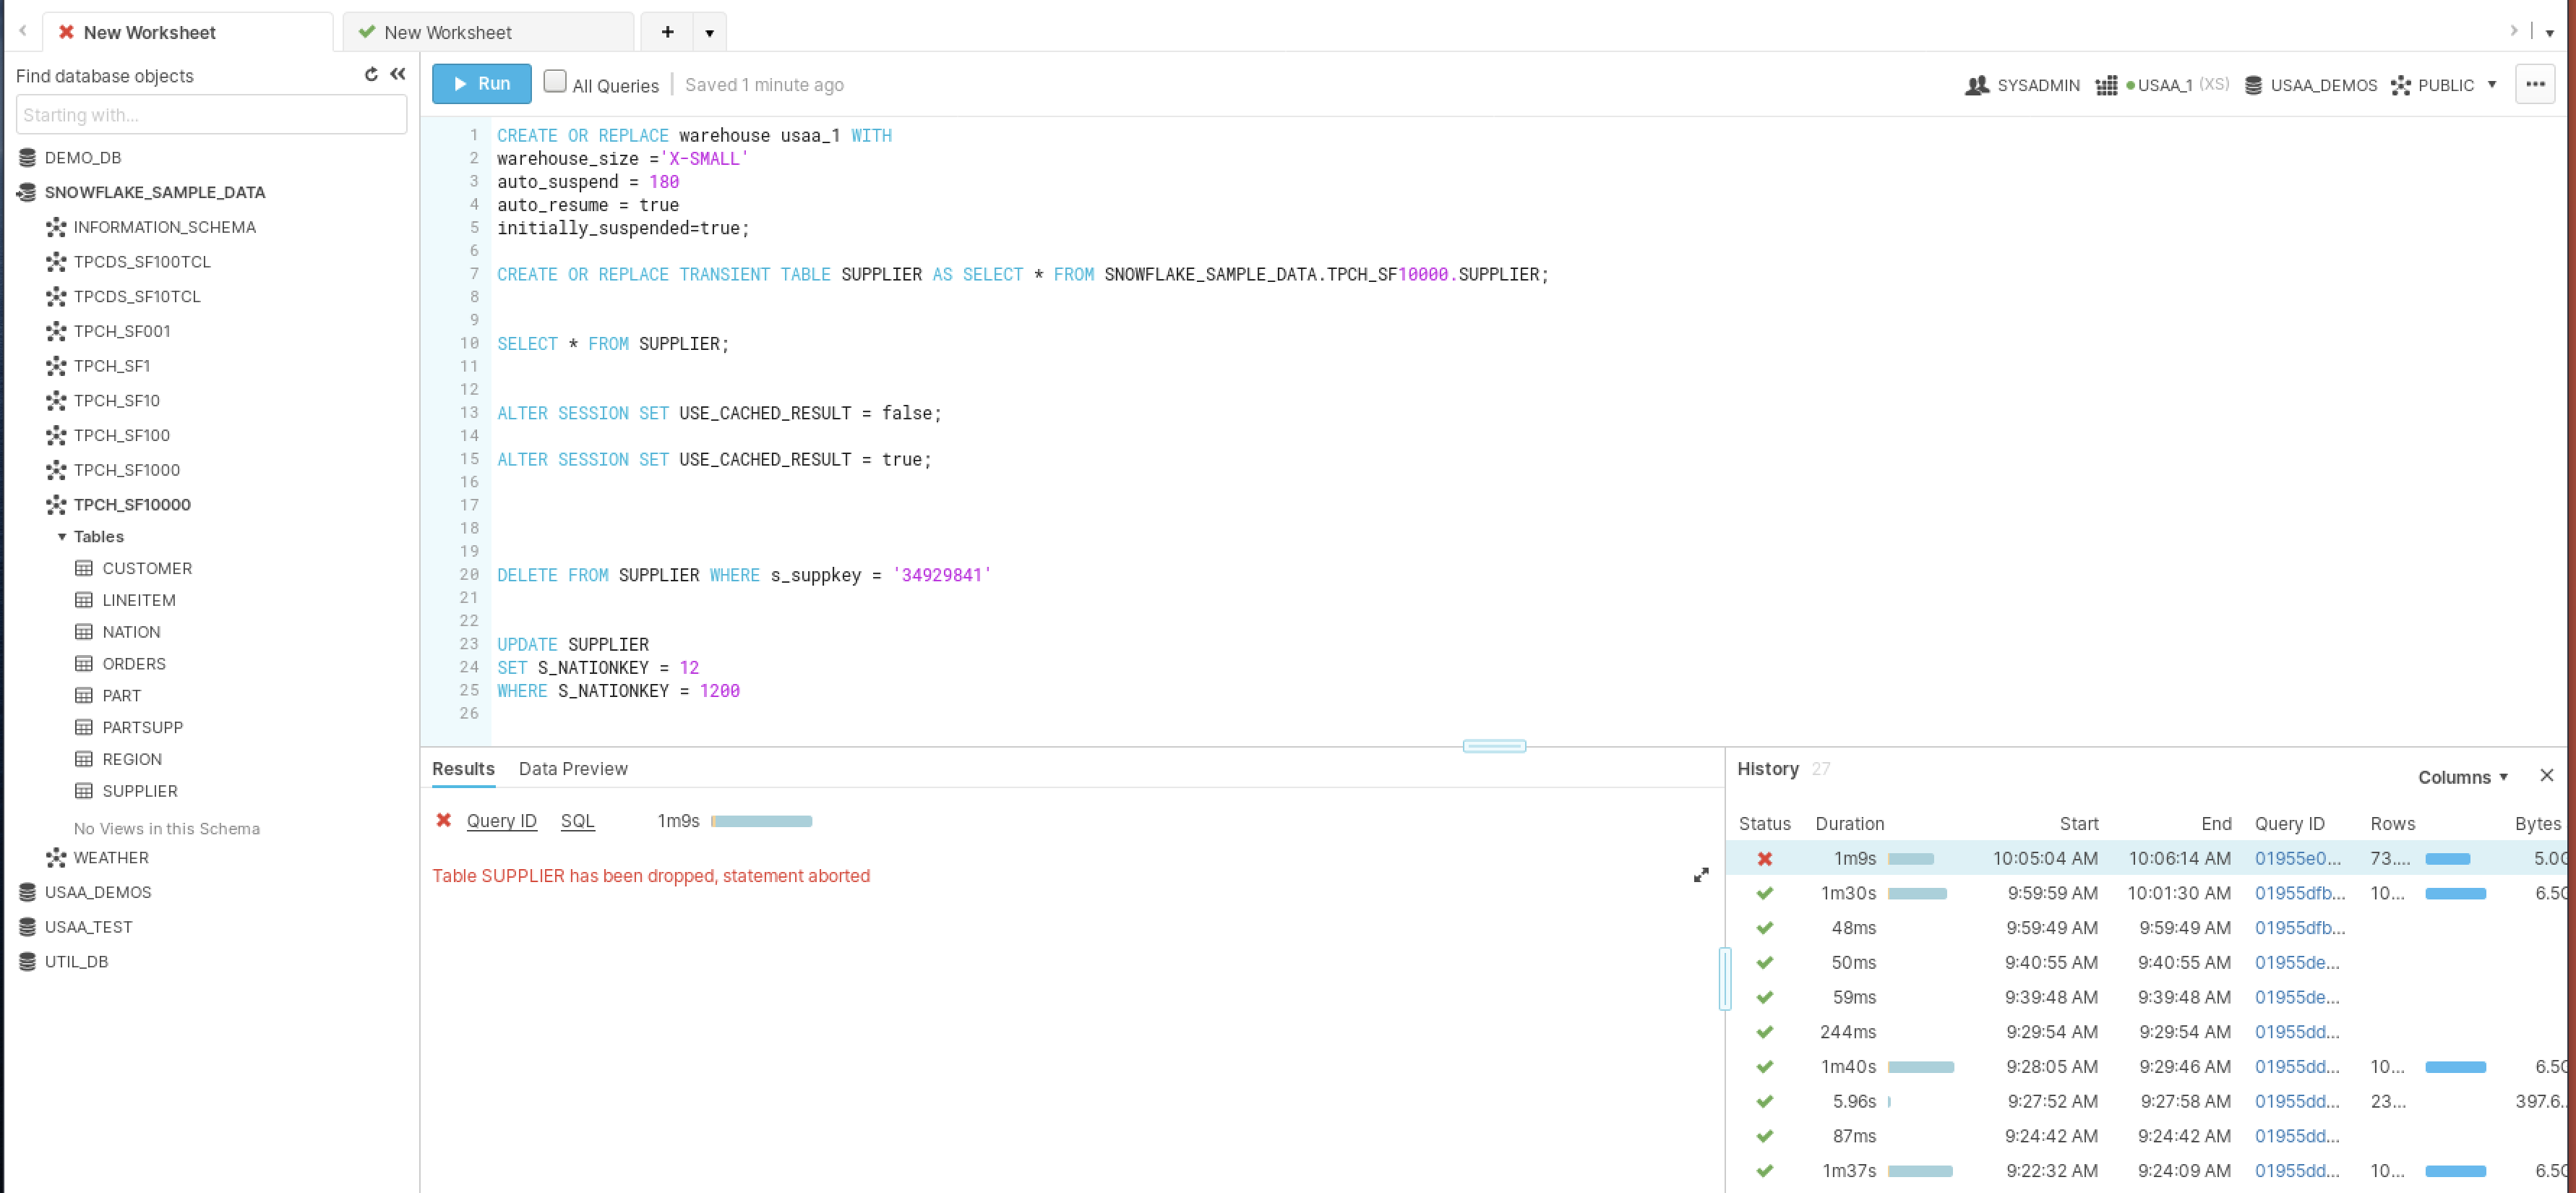 New Worksheet
New Worksheet
+
Find database objects
Starting with...
DEMO_DB
SNOWFLAKE_SAMPLE_DATA
INFORMATION_SCHEMA
TPCDS_SF100TCL
TPCDS_SF10TCL
TPCH_SF001
TPCH_SF1
TPCH_SF10
TPCH_SF100
TPCH_SF1000
TPCH_SF10000
Tables
CUSTOMER
LINEITEM
NATION
ORDERS
PART
PARTSUPP
REGION
SUPPLIER
No Views in this Schema
WEATHER
USAA_DEMOS
USAA_TEST
UTIL_DB
Run All Queries Saved 1 minute ago SYSADMIN USAA_1 (XS) USAA_DEMOS PUBLIC
1 CREATE OR REPLACE warehouse usaa_1 WITH
2 warehouse_size ='X-SMALL'
3 auto_suspend = 180
4 auto_resume = true
5 initially_suspended=true;
6
7 CREATE OR REPLACE TRANSIENT TABLE SUPPLIER AS SELECT * FROM SNOWFLAKE_SAMPLE_DATA.TPCH_SF10000.SUPPLIER;
8
9
10 SELECT * FROM SUPPLIER;
11
12
13 ALTER SESSION SET USE_CACHED_RESULT = false;
14
15 ALTER SESSION SET USE_CACHED_RESULT = true;
16
17
18
19
20 DELETE FROM SUPPLIER WHERE s_suppkey = '34929841'
21
22
23 UPDATE SUPPLIER
24 SET S_NATIONKEY = 12
25 WHERE S_NATIONKEY = 1200
26
Results Data Preview
Query ID SQL 1m9s
Table SUPPLIER has been dropped, statement aborted
History 27
Columns
Status Duration Start End Query ID Rows Bytes
1m9s 10:05:04 AM 10:06:14 AM 01955e0... 73.... 5.00
1m30s 9:59:59 AM 10:01:30 AM 01955dfb... 10... 6.50
48ms 9:59:49 AM 9:59:49 AM 01955dfb...
50ms 9:40:55 AM 9:40:55 AM 01955de...
59ms 9:39:48 AM 9:39:48 AM 01955de...
244ms 9:29:54 AM 9:29:54 AM 01955dd...
1m40s 9:28:05 AM 9:29:46 AM 01955dd... 10... 6.50
5.96s 9:27:52 AM 9:27:58 AM 01955dd... 23... 397.6..
87ms 9:24:42 AM 9:24:42 AM 01955dd...
1m37s 9:22:32 AM 9:24:09 AM 01955dd... 10... 6.50